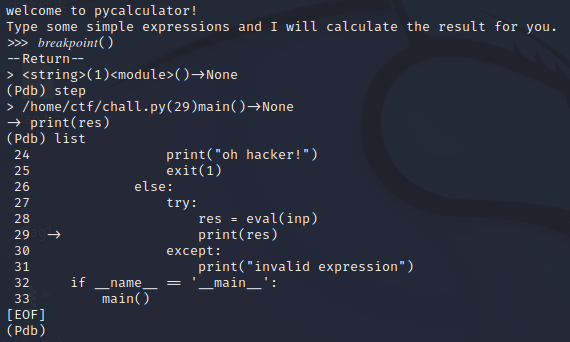 welcome to pycalculator!
Type some simple expressions and I will calculate the result for you.
>>> 𝑏𝑟𝑒𝑎𝑘𝑝𝑜𝑖𝑛𝑡()
--Return--
> <string>(1)<module>()->None
(Pdb) step
> /home/ctf/chall.py(29)main()->None
-> print(res)
(Pdb) list
 24                 print("oh hacker!")
 25                 exit(1)
 26             else:
 27                 try:
 28                     res = eval(inp)
 29  ->                 print(res)
 30                 except:
 31                     print("invalid expression")
 32     if __name__ == '__main__':
 33         main()
[EOF]
(Pdb)